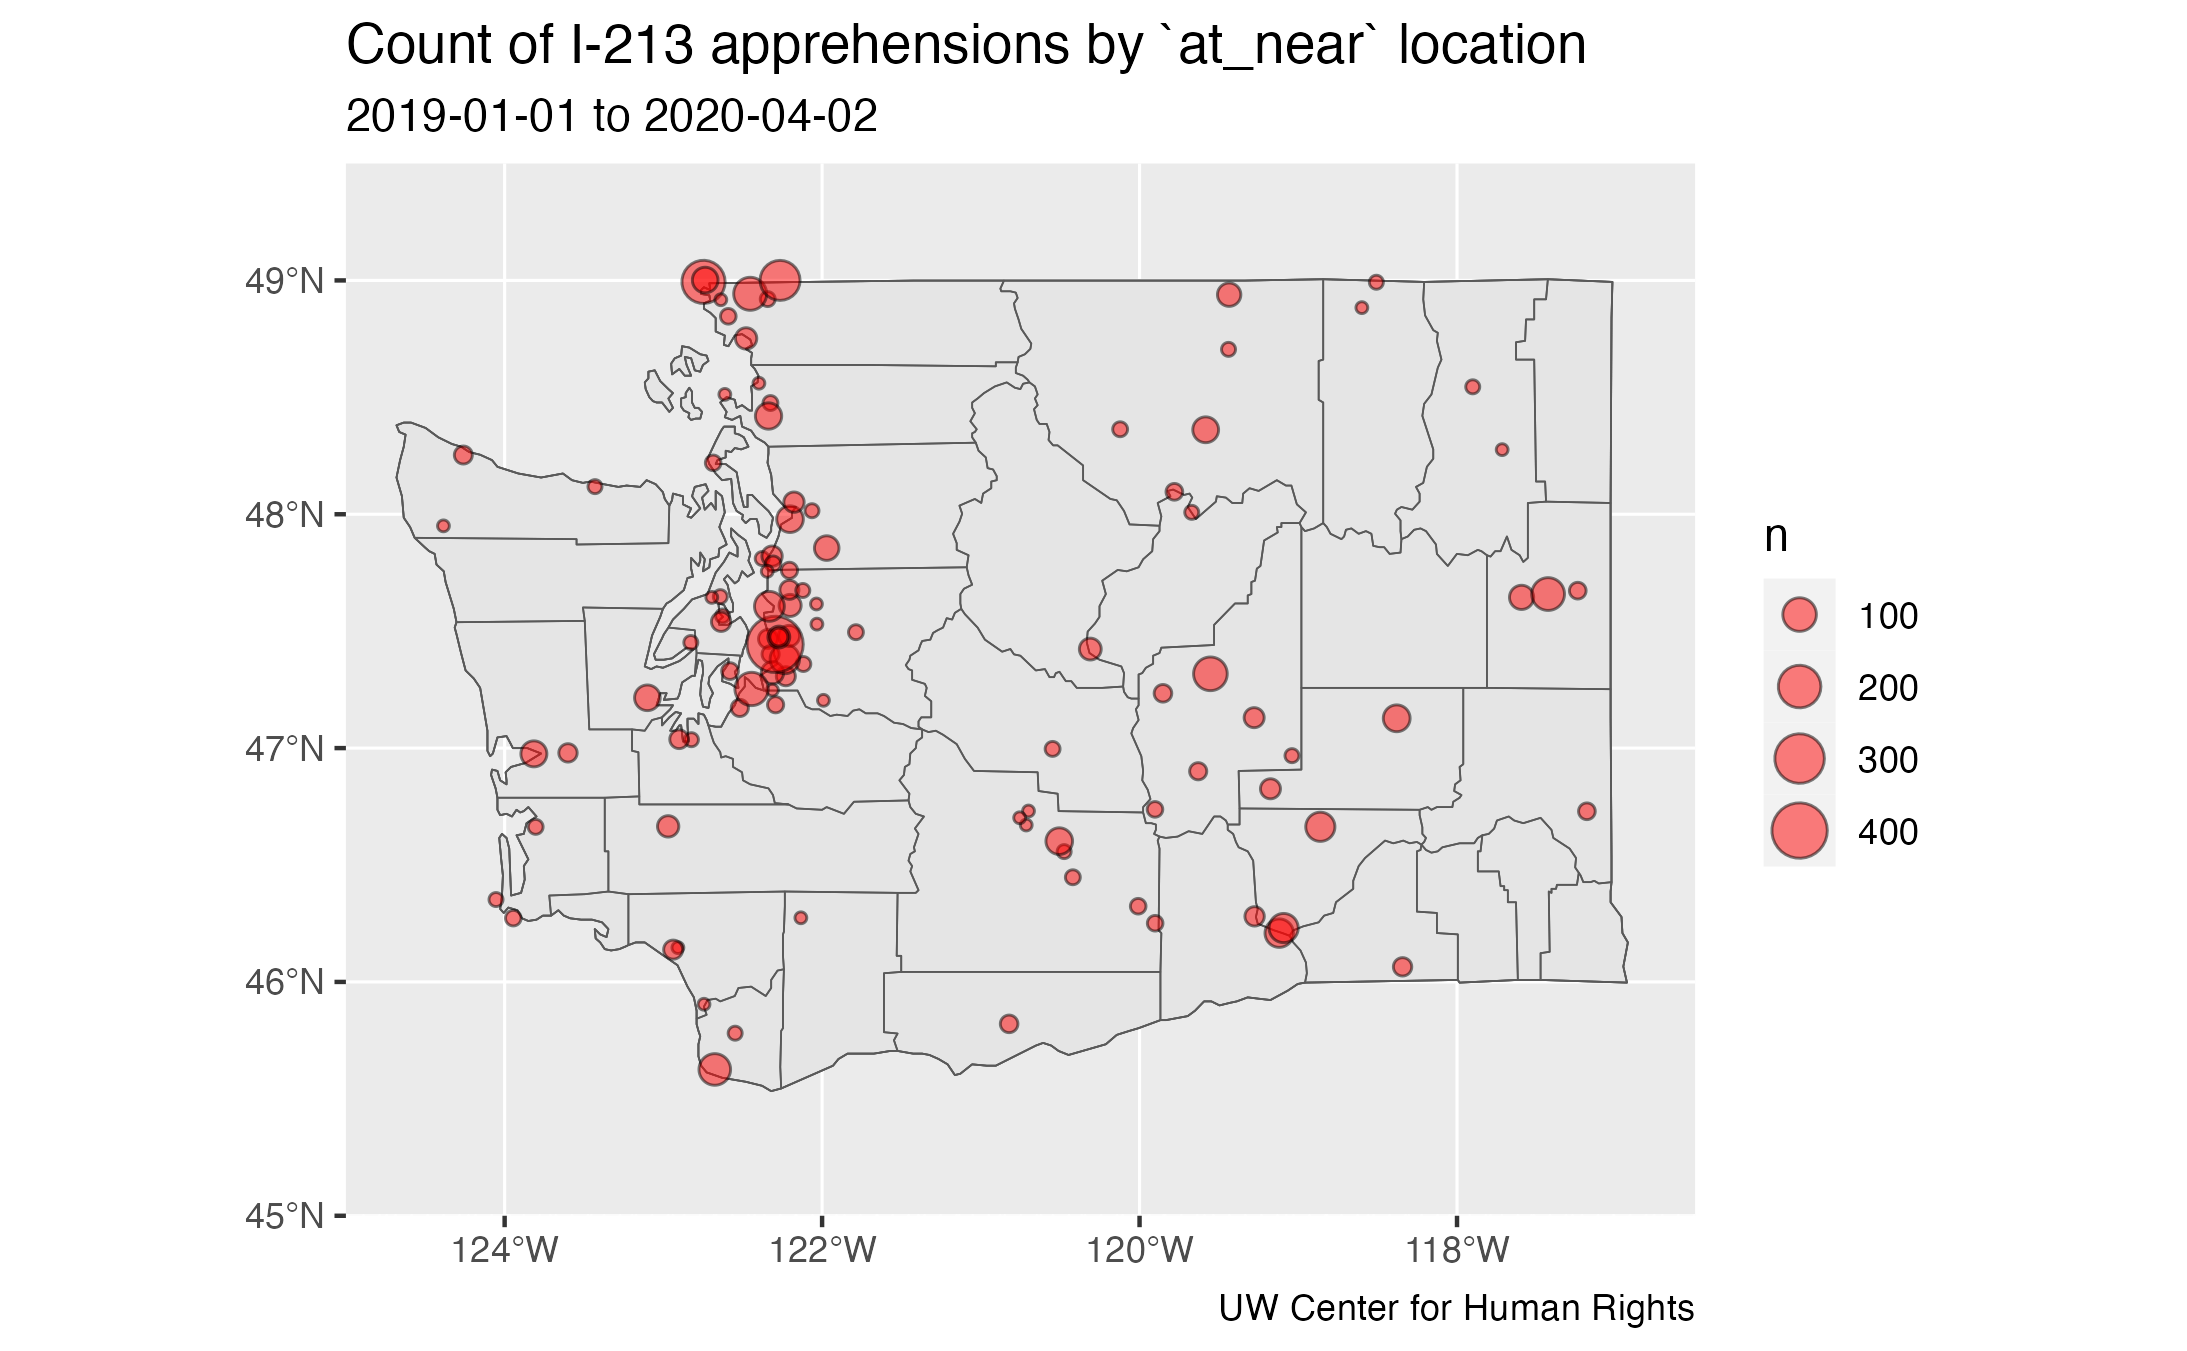 Count of I-213 apprehensions by `at_near` location
2019-01-01 to 2020-04-02
49°N
48°N
47°N
46°N
45°N
124°W
122°W
120°W
118°W
n
100
200
300
400
UW Center for Human Rights